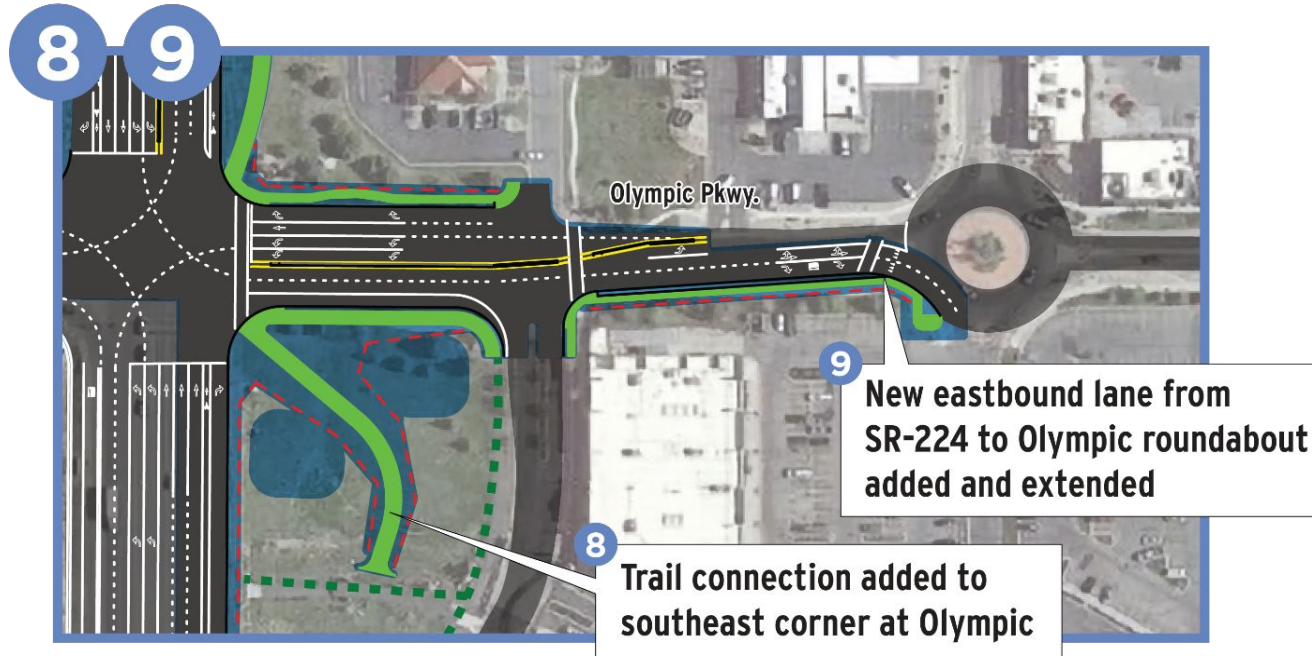 8 9
Olympic Pkwy.
9
New eastbound lane from
SR-224 to Olympic roundabout
added and extended
8
Trail connection added to
southeast corner at Olympic